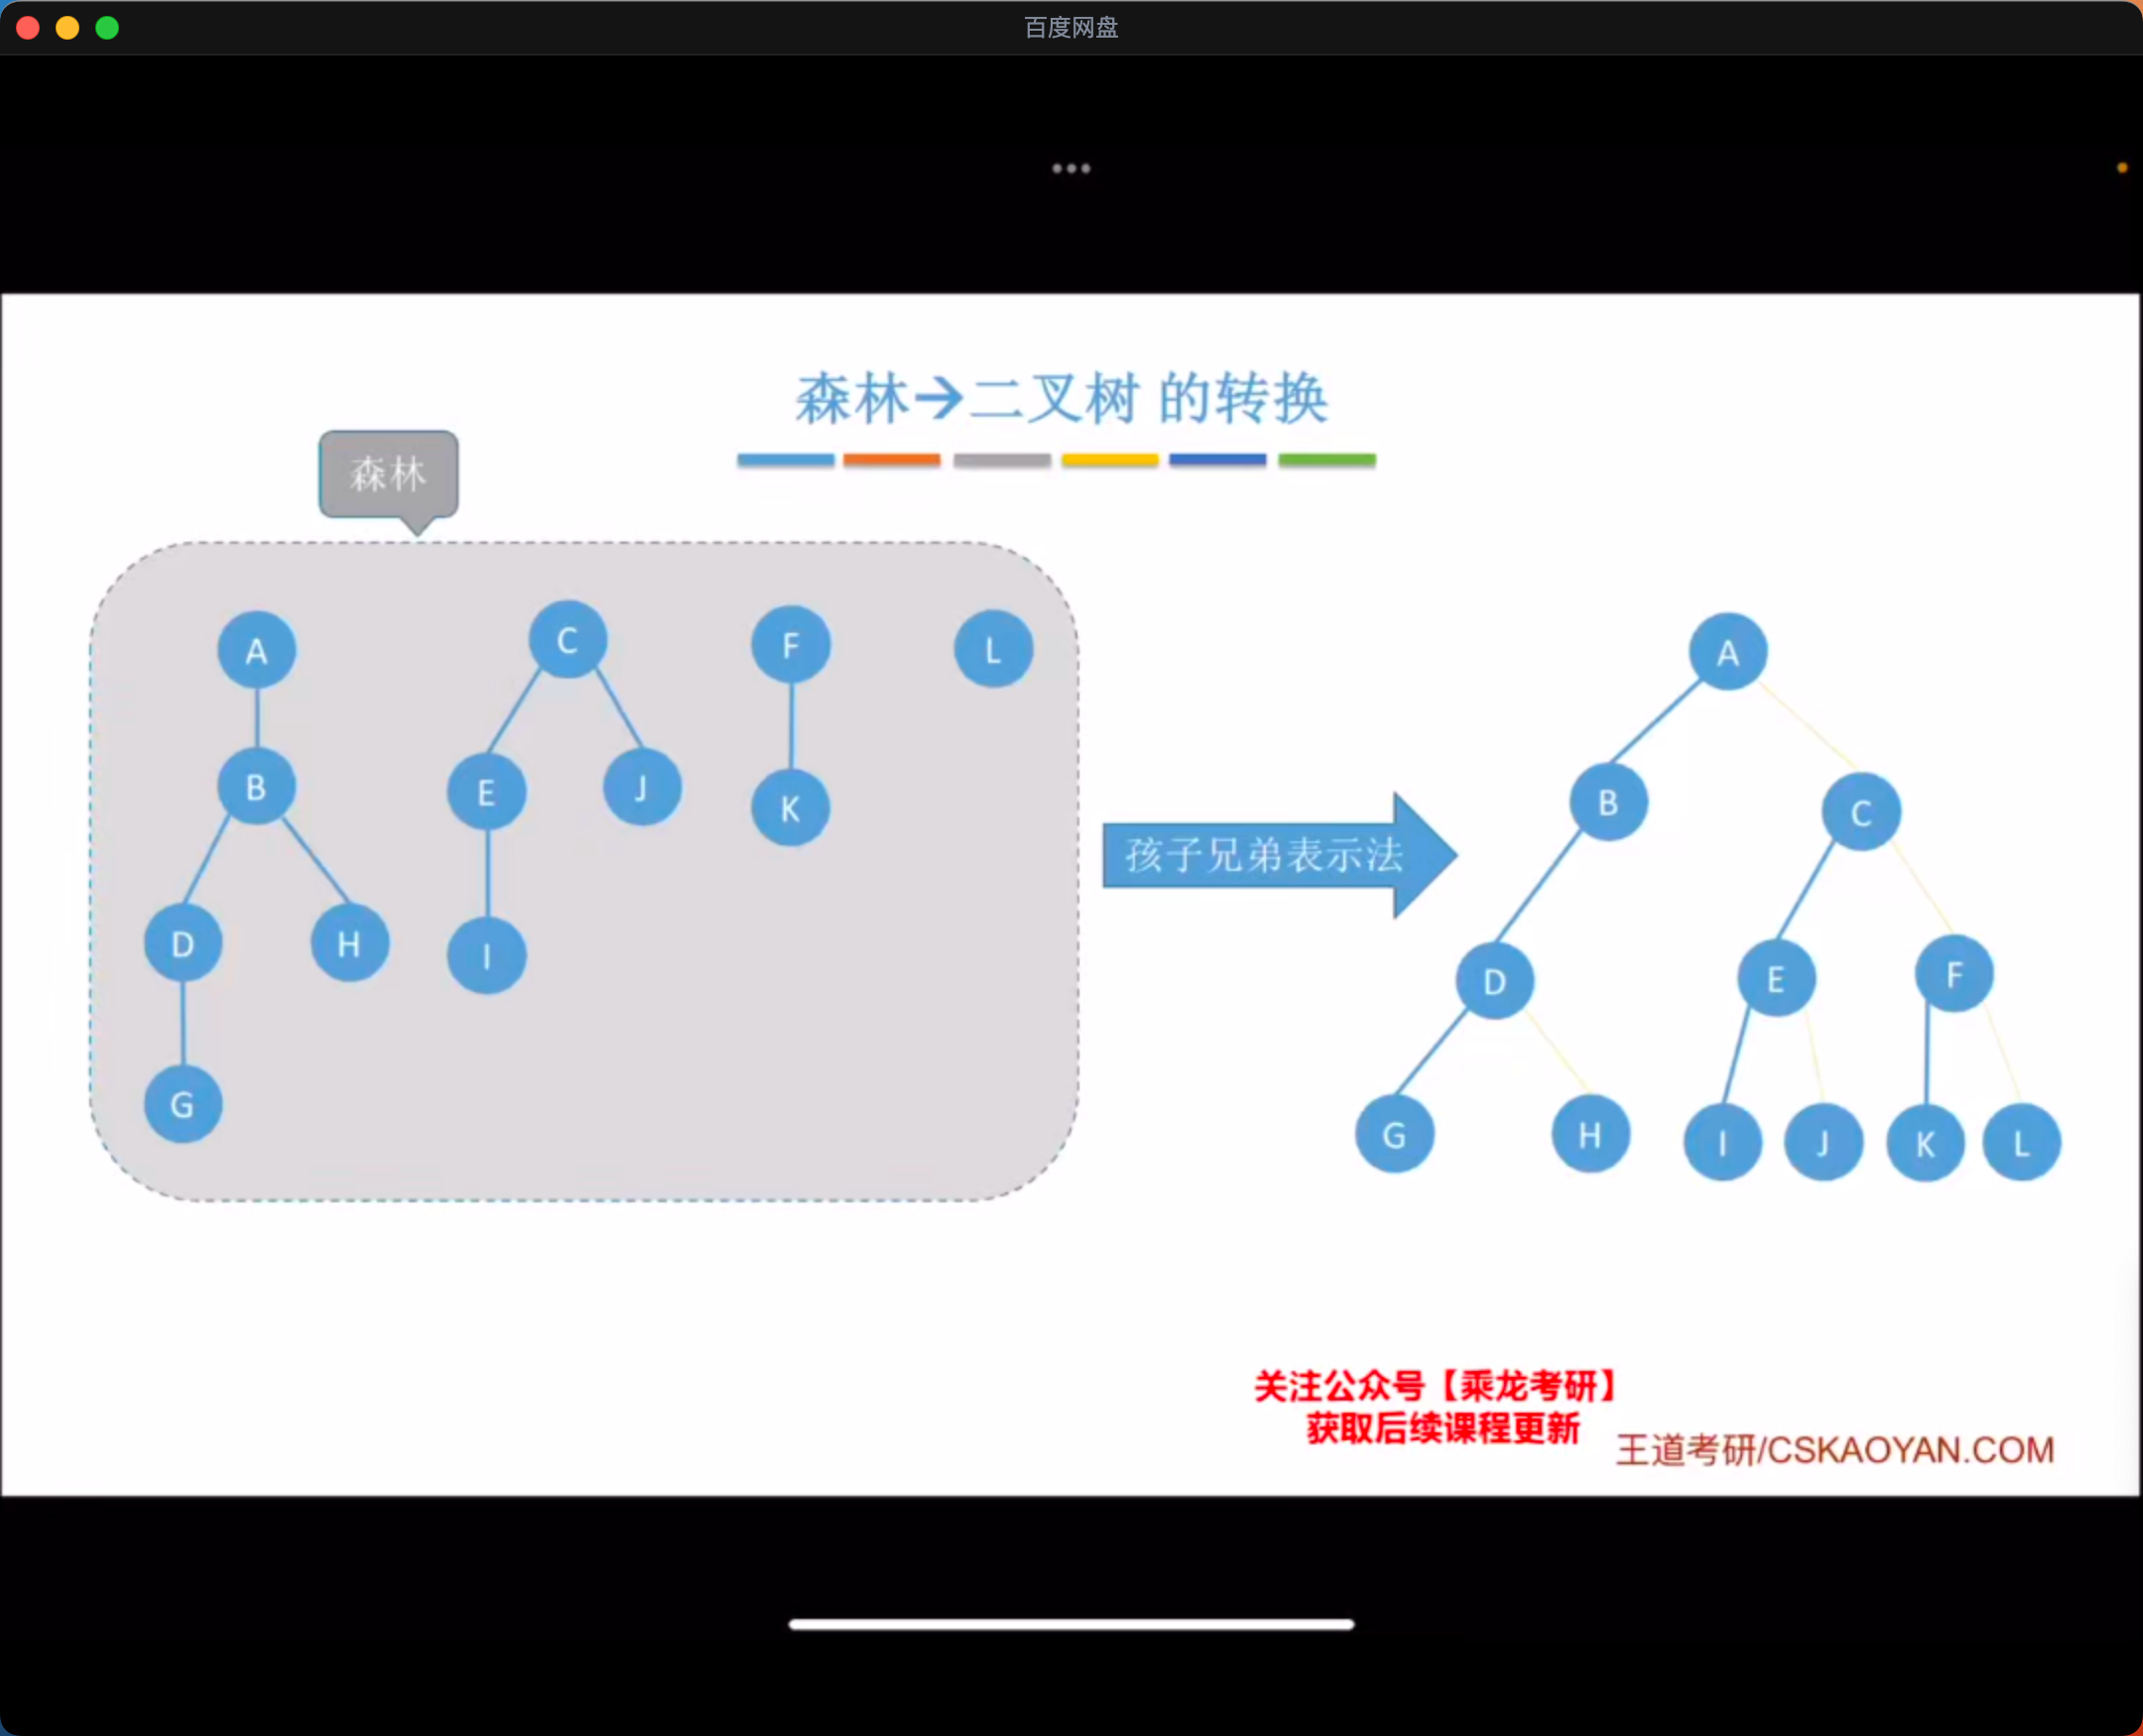 百度网盘
森林→二叉树 的转换
森林
A
C
F
L
B
E
J
K
D
H
I
G
孩子兄弟表示法
A
B
C
D
E
F
G
H
I
J
K
L
关注公众号【乘龙考研】
获取后续课程更新
王道考研/CSKAOYAN.COM